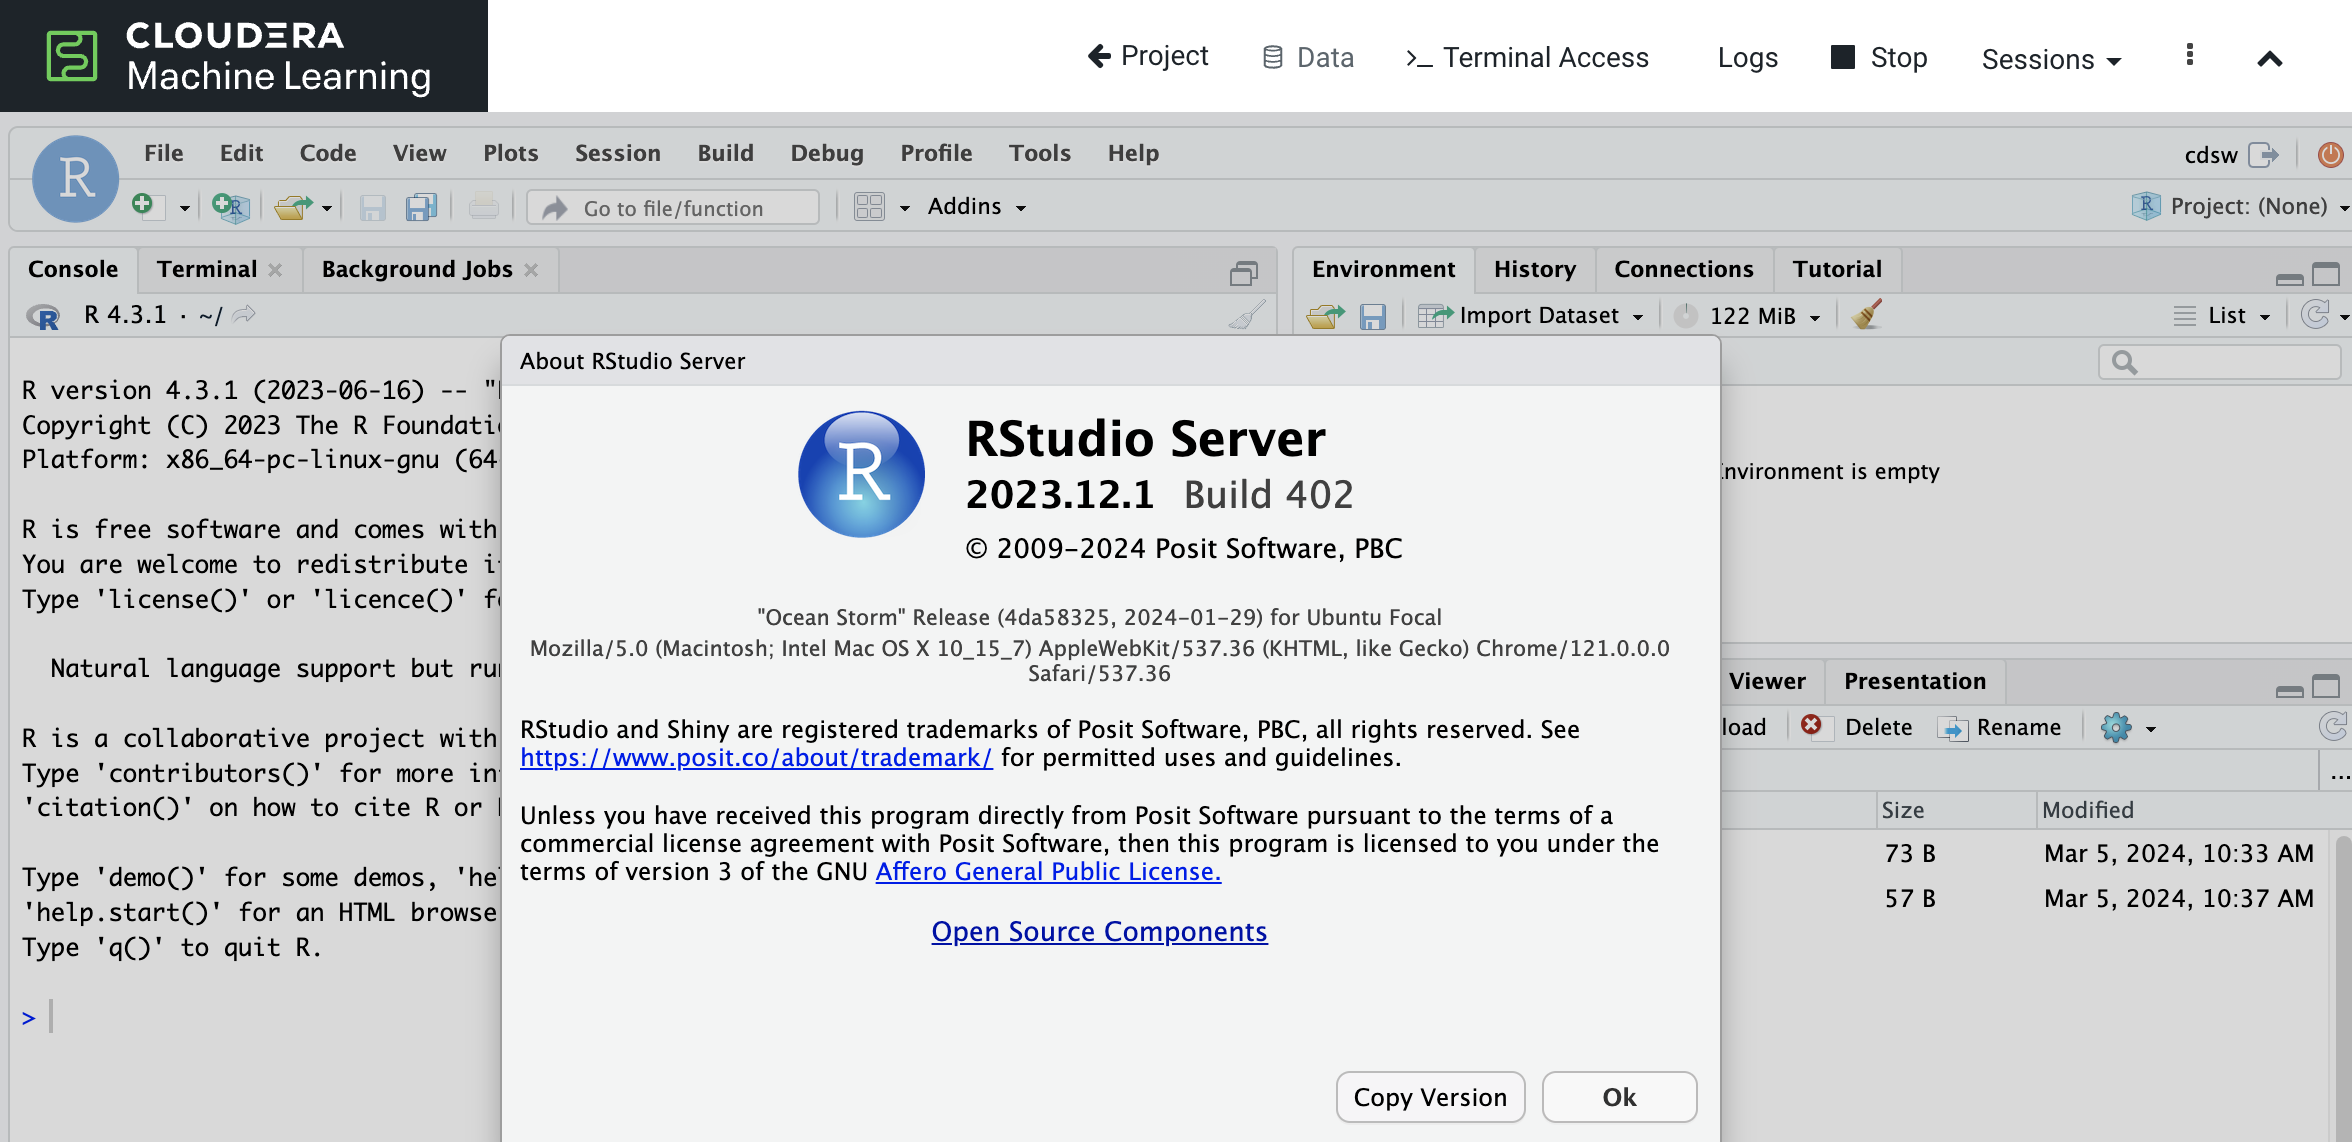 CLOUDERA
Machine Learning
Project
Data
Terminal Access
Logs
Stop
Sessions
R
File Edit Code View Plots Session Build Debug Profile Tools Help
cdsw
R
Go to file/function
Addins
R
Project: (None)
Console
Terminal
Background Jobs
Environment
History
Connections
Tutorial
R
R 4.3.1 · ~/
Import Dataset
122 MiB
List
R version 4.3.1 (2023-06-16) -- "
Copyright (C) 2023 The R Foundati
Platform: x86_64-pc-linux-gnu (64-
R is free software and comes with
You are welcome to redistribute i
Type 'license()' or 'licence()' f
Natural language support but ru
R is a collaborative project with
Type 'contributors()' for more in
'citation()' on how to cite R or
Type 'demo()' for some demos, 'he
'help.start()' for an HTML browse
Type 'q()' to quit R.
>
About RStudio Server
R
RStudio Server
2023.12.1 Build 402
© 2009-2024 Posit Software, PBC
"Ocean Storm" Release (4da58325, 2024-01-29) for Ubuntu Focal
Mozilla/5.0 (Macintosh; Intel Mac OS X 10_15_7) AppleWebKit/537.36 (KHTML, like Gecko) Chrome/121.0.0.0
Safari/537.36
RStudio and Shiny are registered trademarks of Posit Software, PBC, all rights reserved. See
https://www.posit.co/about/trademark/ for permitted uses and guidelines.
Unless you have received this program directly from Posit Software pursuant to the terms of a
commercial license agreement with Posit Software, then this program is licensed to you under the
terms of version 3 of the GNU Affero General Public License.
Open Source Components
Copy Version
Ok
nvironment is empty
Viewer
Presentation
load
Delete
Rename
...
Size
Modified
73 B
Mar 5, 2024, 10:33 AM
57 B
Mar 5, 2024, 10:37 AM